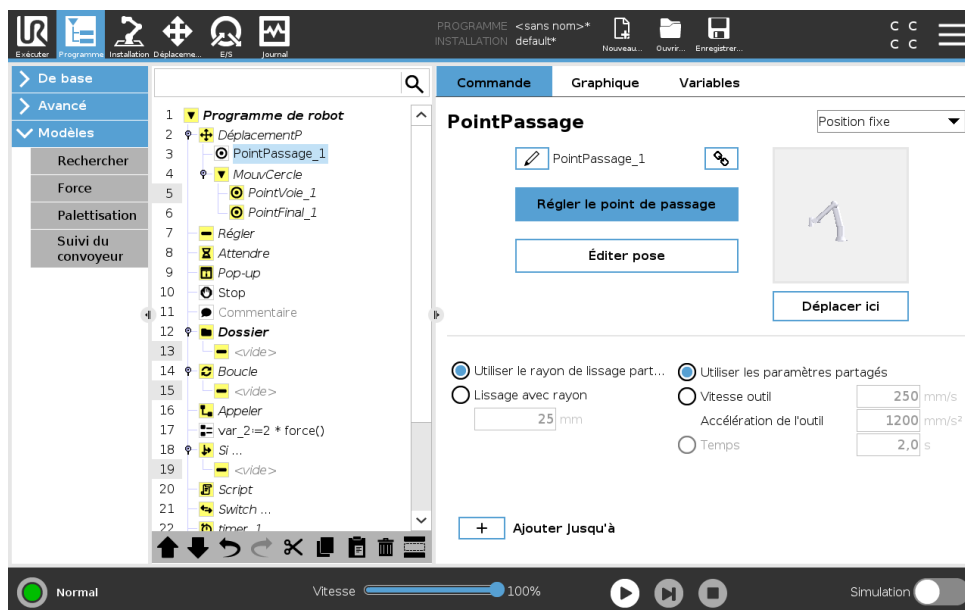 PROGRAMME <sans nom>*
INSTALLATION default*
C C
C C
Exécuter Programme Installation Déplaceme... E/S Journal Nouveau... Ouvrir... Enregistrer...
De base
Avancé
Modèles
Rechercher
Force
Palettisation
Suivi du
convoyeur
1 Programme de robot
2 DéplacementP
3 PointPassage_1
4 MouvCercle
5 PointVoie_1
6 PointFinal_1
7 Régler
8 Attendre
9 Pop-up
10 Stop
11 Commentaire
12 Dossier
13 <vide>
14 Boucle
15 <vide>
16 Appeler
17 var_2:=2 * force()
18 Si ...
19 <vide>
20 Script
21 Switch ...
22 timer_1
Commande Graphique Variables
PointPassage
Position fixe
PointPassage_1
Régler le point de passage
Éditer pose
Déplacer ici
Utiliser le rayon de lissage part...
Lissage avec rayon
25 mm
Utiliser les paramètres partagés
Vitesse outil 250 mm/s
Accélération de l'outil 1200 mm/s²
Temps 2,0 s
+ Ajouter Jusqu'à
Normal
Vitesse 100%
Simulation